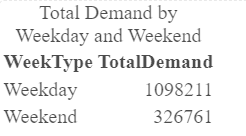 Total Demand by
Weekday and Weekend
WeekType TotalDemand
Weekday 1098211
Weekend 326761